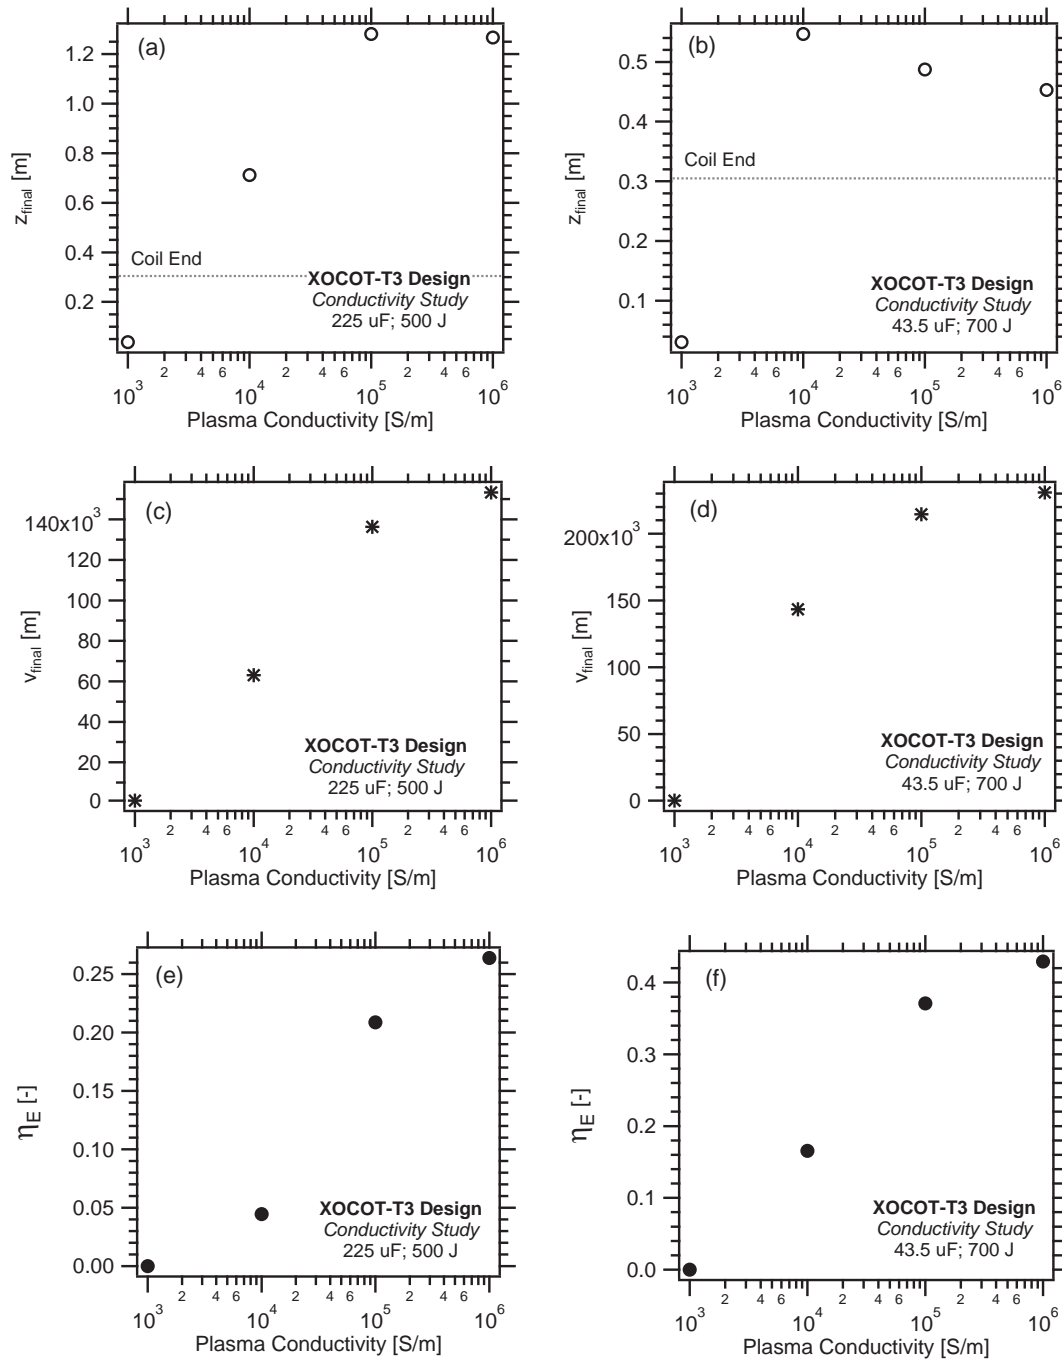 (a)
1.2
1.0
0.8
0.6
0.4
0.2
z_final [m]
Coil End
XOCOT-T3 Design
Conductivity Study
225 uF; 500 J
2 4 6 2 4 6 2 4 6
10^3 10^4 10^5 10^6
Plasma Conductivity [S/m]
(b)
0.5
0.4
0.3
0.2
0.1
z_final [m]
Coil End
XOCOT-T3 Design
Conductivity Study
43.5 uF; 700 J
2 4 6 2 4 6 2 4 6
10^3 10^4 10^5 10^6
Plasma Conductivity [S/m]
(c)
140x10^3
120
100
80
60
40
20
0
v_final [m]
XOCOT-T3 Design
Conductivity Study
225 uF; 500 J
2 4 6 2 4 6 2 4 6
10^3 10^4 10^5 10^6
Plasma Conductivity [S/m]
(d)
200x10^3
150
100
50
0
v_final [m]
XOCOT-T3 Design
Conductivity Study
43.5 uF; 700 J
2 4 6 2 4 6 2 4 6
10^3 10^4 10^5 10^6
Plasma Conductivity [S/m]
(e)
0.25
0.20
0.15
0.10
0.05
0.00
η_E [-]
XOCOT-T3 Design
Conductivity Study
225 uF; 500 J
2 4 6 2 4 6 2 4 6
10^3 10^4 10^5 10^6
Plasma Conductivity [S/m]
(f)
0.4
0.3
0.2
0.1
0.0
η_E [-]
XOCOT-T3 Design
Conductivity Study
43.5 uF; 700 J
2 4 6 2 4 6 2 4 6
10^3 10^4 10^5 10^6
Plasma Conductivity [S/m]